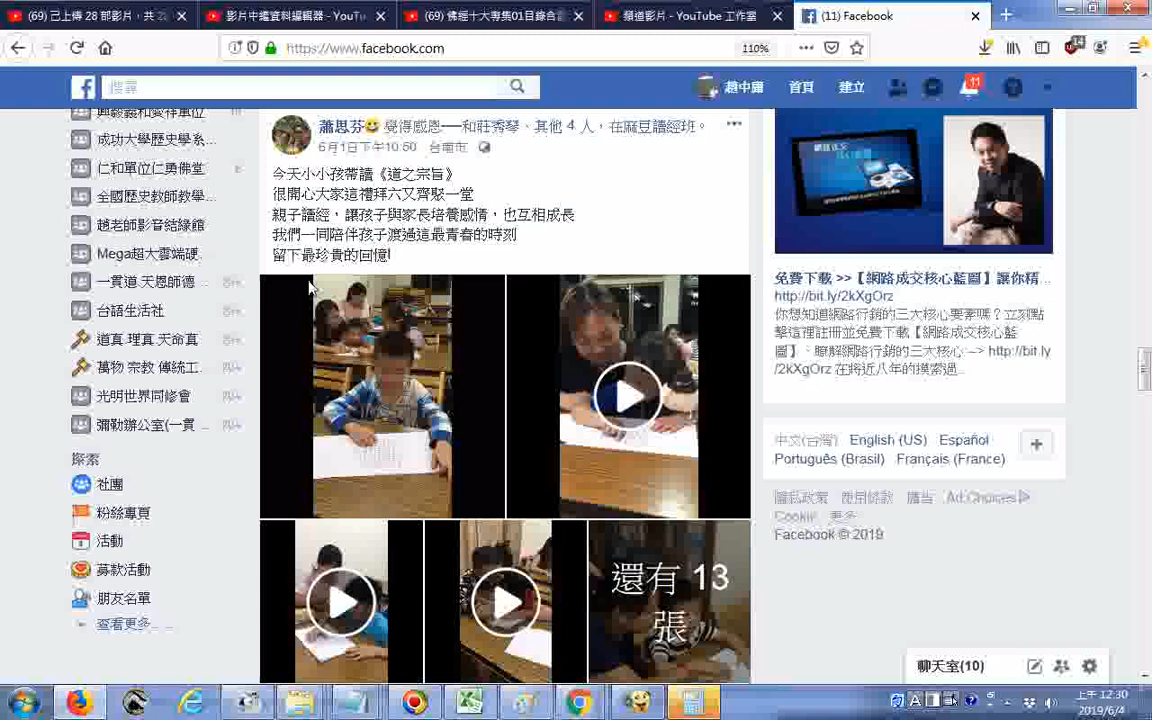 (69) 已上傳 28 部影片，共 2
影片中繼資料編輯器 - YouTu
(69) 佛經十大專集01目錄合
頻道影片 - YouTube 工作室
(11) Facebook
https://www.facebook.com
110%
14
搜尋
趙中庸
首頁
建立
11
興毅義和愛祥單位
成功大學歷史學系...
仁和單位仁勇佛堂
全國歷史教師教學...
趙老師影音結緣館
Mega超大雲端硬...
一貫道 天恩師德 ...
台語生活社
道真 理真 天命真
萬物 宗教 傳統工...
光明世界同修會
彌勒辦公室(一貫 ...
探索
社團
粉絲專頁
活動
募款活動
朋友名單
查看更多...
蕭思芬 覺得感恩——和莊秀琴、其他 4 人，在麻豆讀經班。
6月1日下午10:50 台南市
今天小小孩帶讀《道之宗旨》
很開心大家這禮拜六又齊聚一堂
親子讀經，讓孩子與家長培養感情，也互相成長
我們一同陪伴孩子渡過這最青春的時刻
留下最珍貴的回憶!
還有 13
張
免費下載 >>【網路成交核心藍圖】讓你精...
http://bit.ly/2kXgOrz
你想知道網路行銷的三大核心要素嗎？立刻點
擊這裡註冊並免費下載【網路成交核心藍
圖】、瞭解網路行銷的三大核心 --> http://bit.ly
/2kXgOrz 在將近八年的摸索過...
中文(台灣) English (US) Español
Português (Brasil) Français (France)
隱私政策 使用條款 廣告 Ad Choices
Cookie 更多
Facebook © 2019
聊天室(10)
上午 12:30
2019/6/4